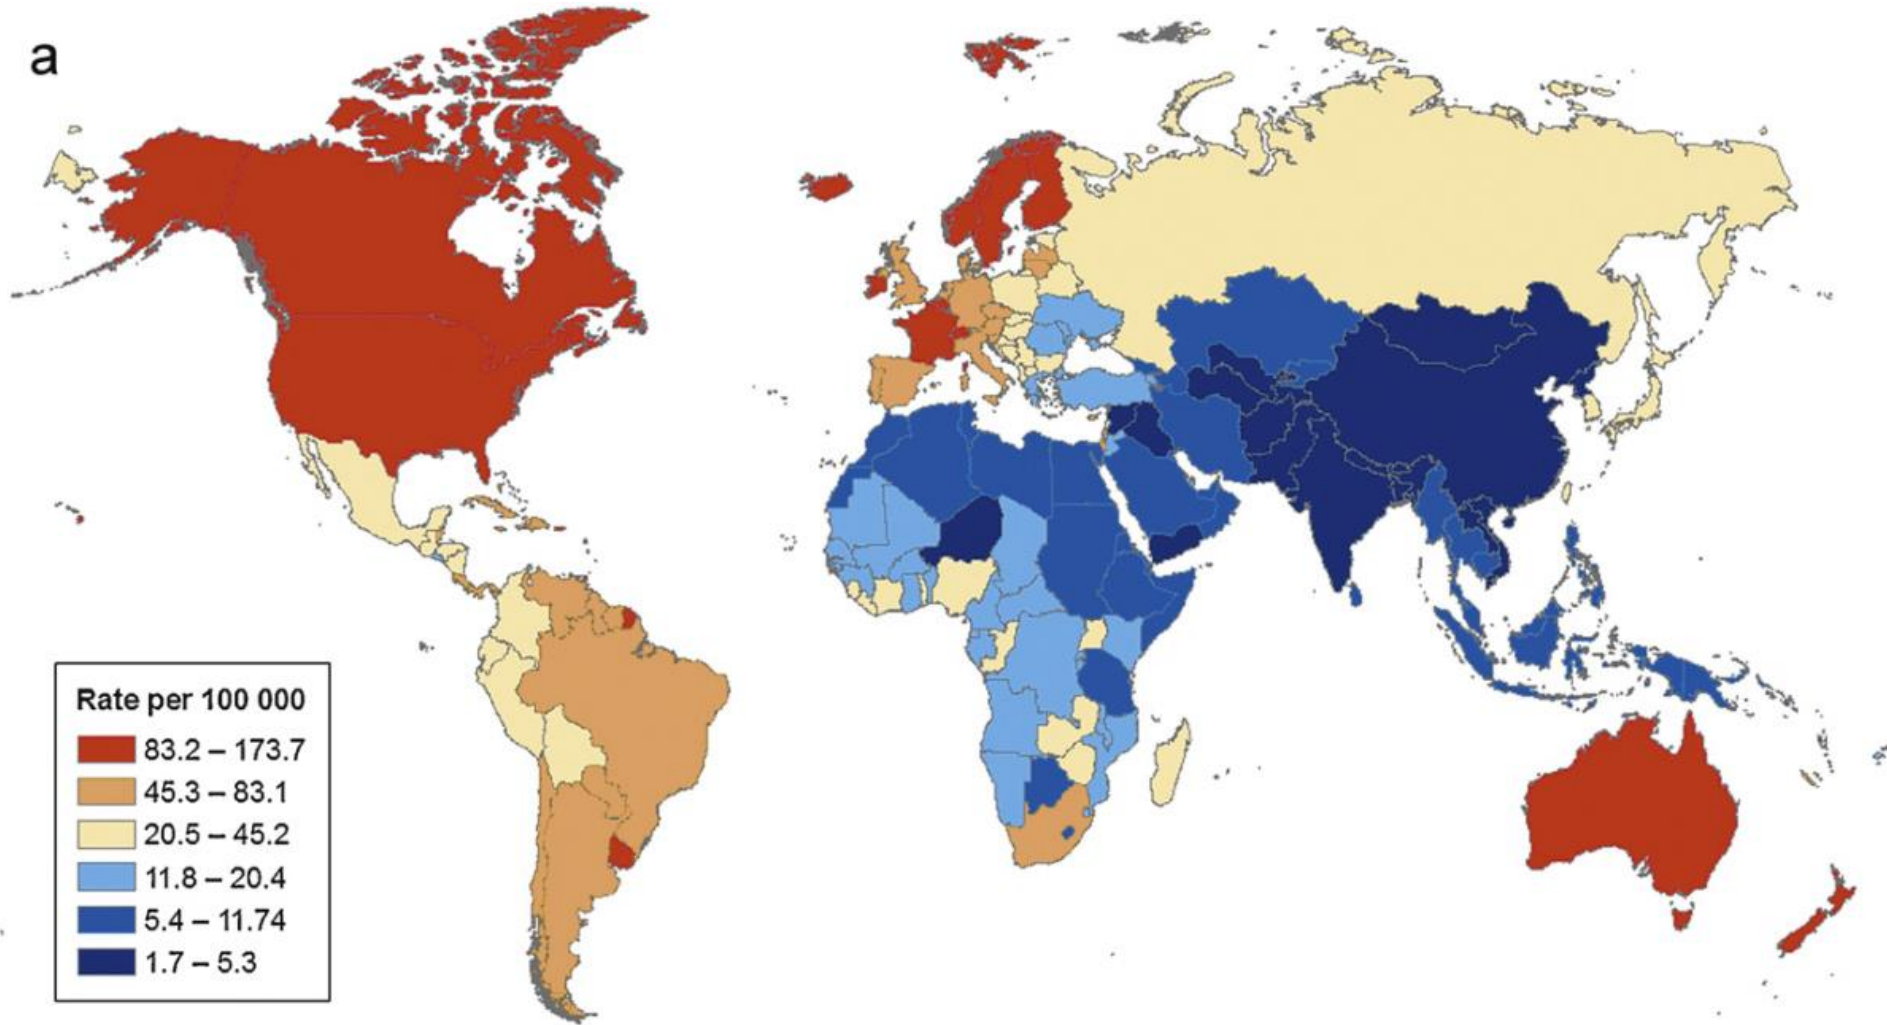 a
Rate per 100 000
83.2 – 173.7
45.3 – 83.1
20.5 – 45.2
11.8 – 20.4
5.4 – 11.74
1.7 – 5.3